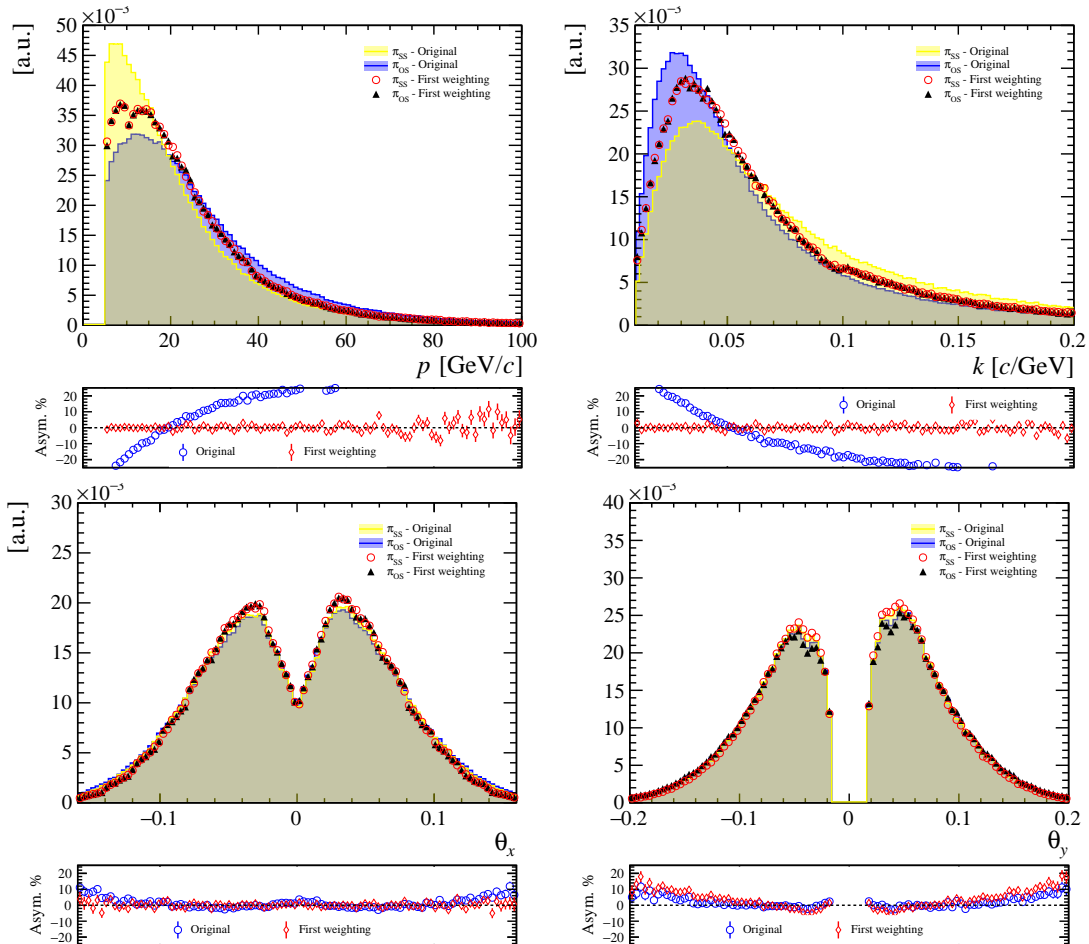 ×10⁻³
[a.u.]
50
45
40
35
30
25
20
15
10
5
0
π_SS - Original
π_OS - Original
π_SS - First weighting
π_OS - First weighting
0 20 40 60 80 100
p [GeV/c]
Asym. %
20
10
0
−10
−20
Original
First weighting
×10⁻³
[a.u.]
35
30
25
20
15
10
5
0
π_SS - Original
π_OS - Original
π_SS - First weighting
π_OS - First weighting
0.05 0.1 0.15 0.2
k [c/GeV]
Asym. %
20
10
0
−10
−20
Original
First weighting
×10⁻³
[a.u.]
30
25
20
15
10
5
0
π_SS - Original
π_OS - Original
π_SS - First weighting
π_OS - First weighting
−0.1 0 0.1
θ_x
Asym. %
20
10
0
−10
−20
Original
First weighting
×10⁻³
40
35
30
25
20
15
10
5
0
π_SS - Original
π_OS - Original
π_SS - First weighting
π_OS - First weighting
−0.2 −0.1 0 0.1 0.2
θ_y
Asym. %
20
10
0
−10
−20
Original
First weighting